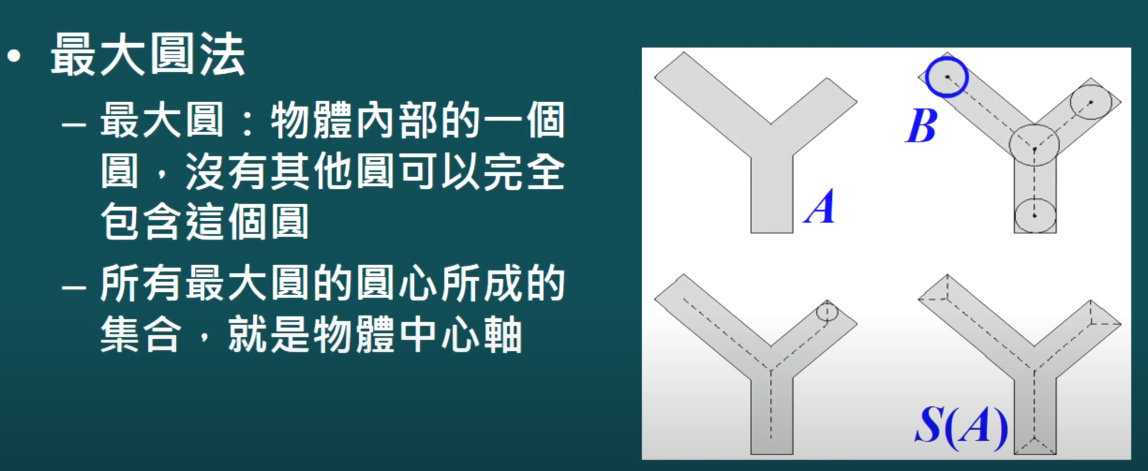 • 最大圓法
– 最大圓：物體內部的一個
圓，沒有其他圓可以完全
包含這個圓
– 所有最大圓的圓心所成的
集合，就是物體中心軸
A
B
S(A)